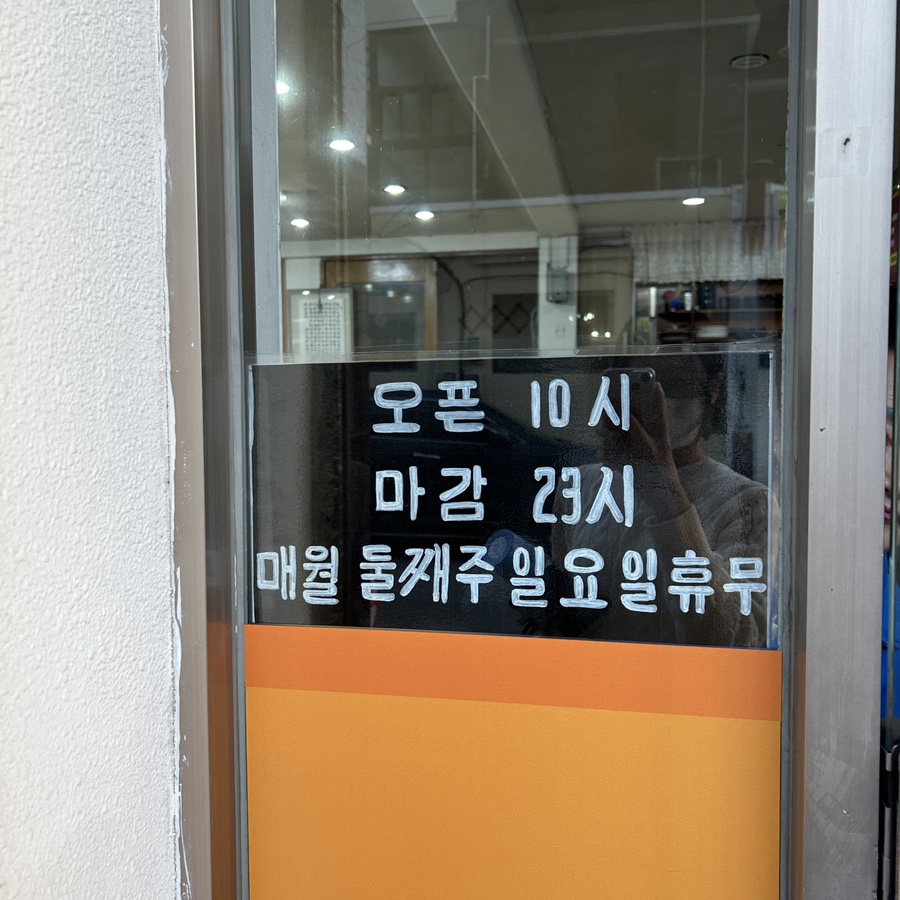 오픈 10시
마감 23시
매월 둘째주 일요일휴무